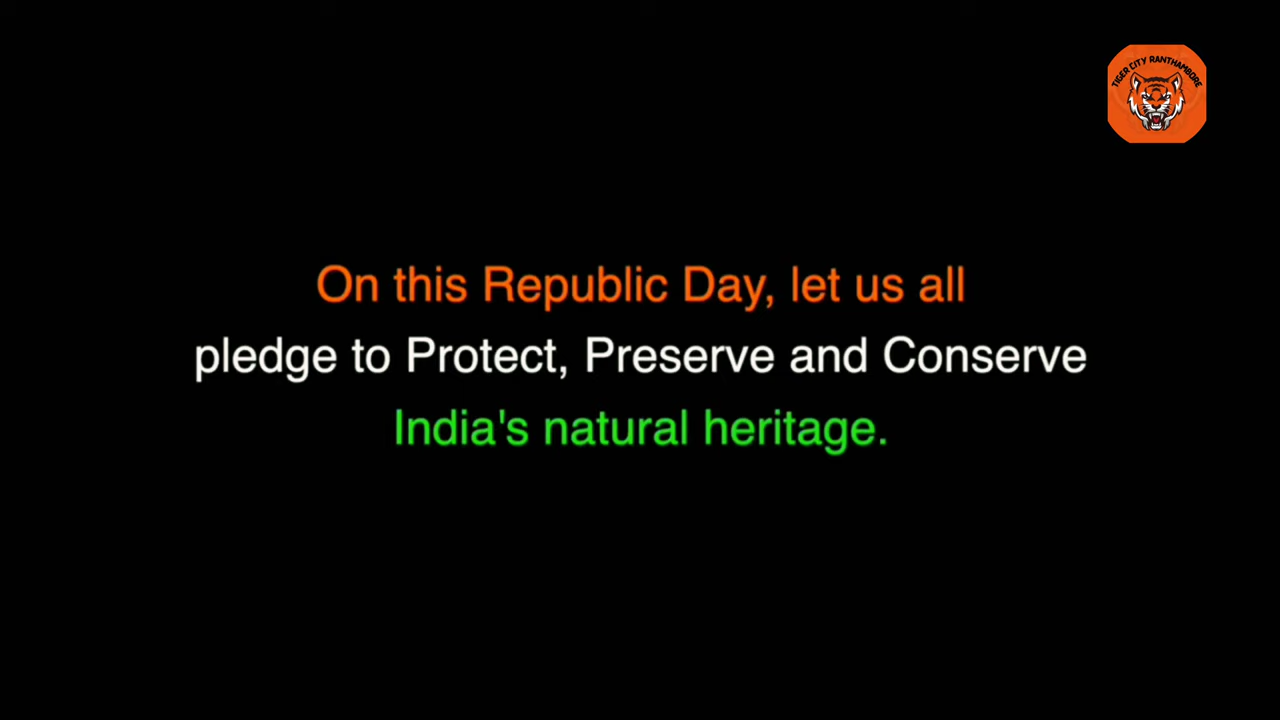 TIGER CITY RANTHAMBORE
On this Republic Day, let us all
pledge to Protect, Preserve and Conserve
India's natural heritage.